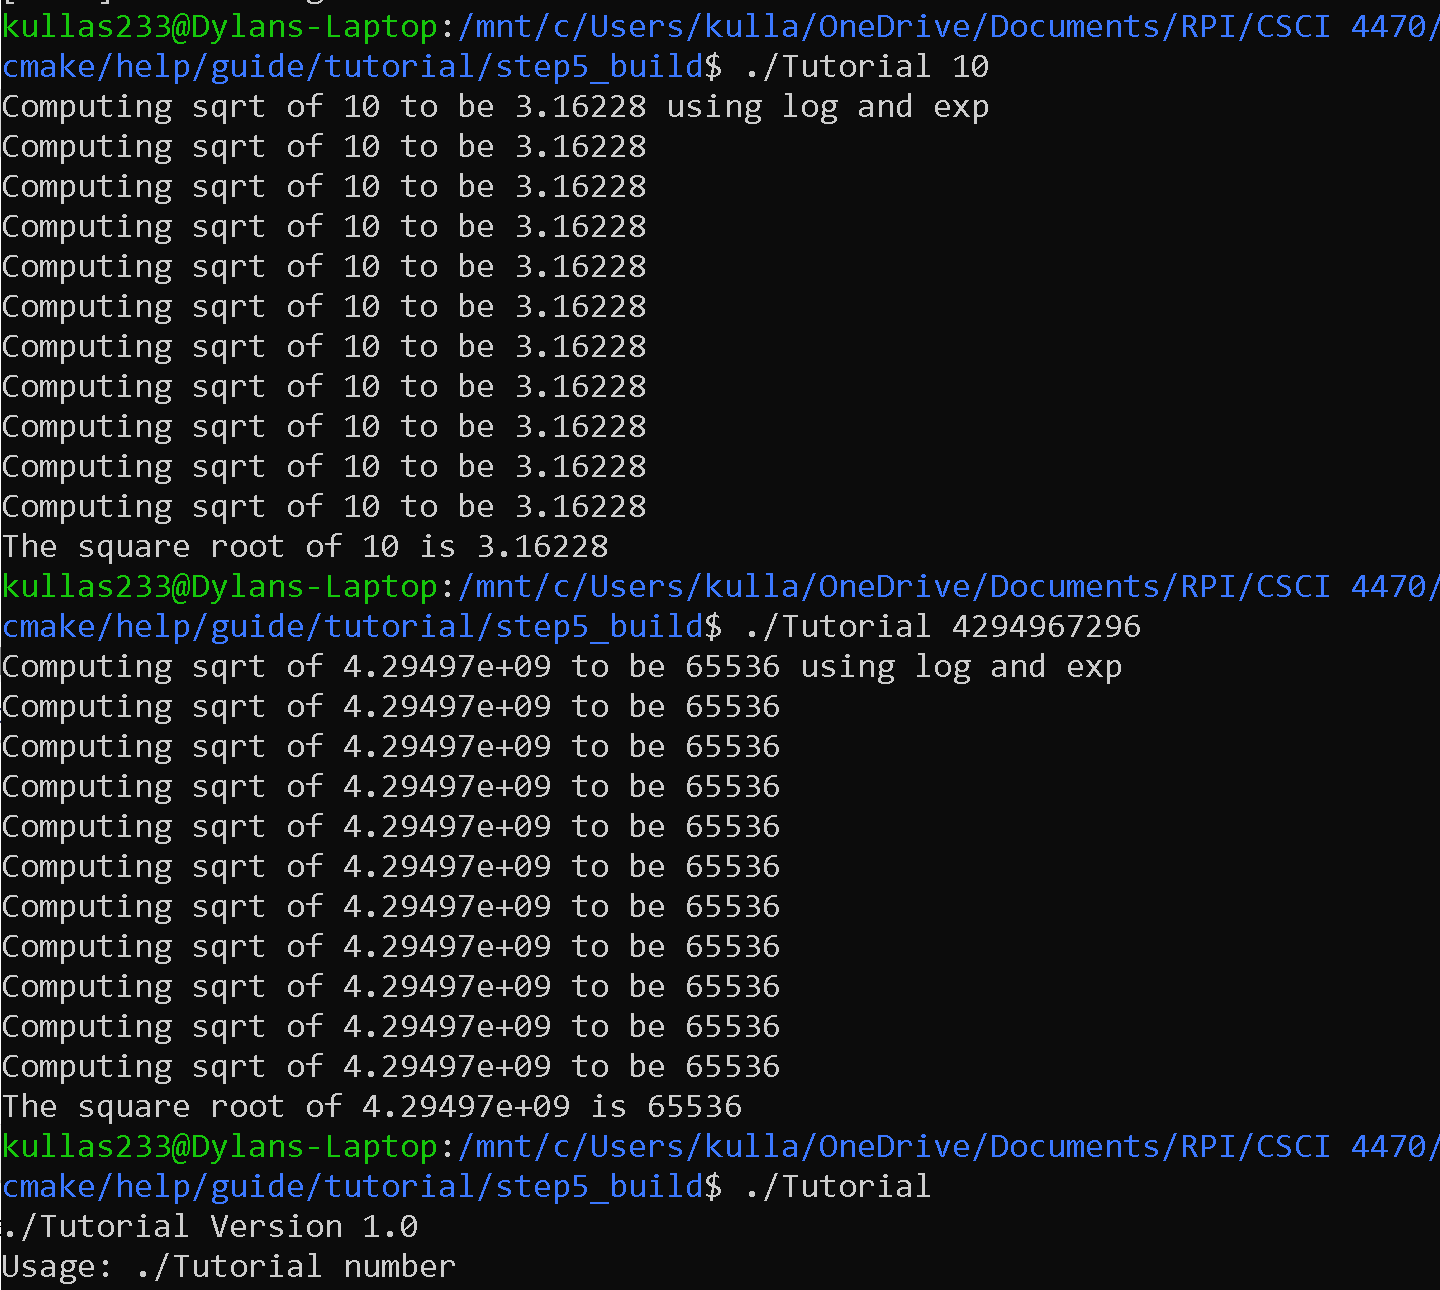 kullas233@Dylans-Laptop:/mnt/c/Users/kulla/OneDrive/Documents/RPI/CSCI 4470/
cmake/help/guide/tutorial/step5_build$ ./Tutorial 10
Computing sqrt of 10 to be 3.16228 using log and exp
Computing sqrt of 10 to be 3.16228
Computing sqrt of 10 to be 3.16228
Computing sqrt of 10 to be 3.16228
Computing sqrt of 10 to be 3.16228
Computing sqrt of 10 to be 3.16228
Computing sqrt of 10 to be 3.16228
Computing sqrt of 10 to be 3.16228
Computing sqrt of 10 to be 3.16228
Computing sqrt of 10 to be 3.16228
Computing sqrt of 10 to be 3.16228
The square root of 10 is 3.16228
kullas233@Dylans-Laptop:/mnt/c/Users/kulla/OneDrive/Documents/RPI/CSCI 4470/
cmake/help/guide/tutorial/step5_build$ ./Tutorial 4294967296
Computing sqrt of 4.29497e+09 to be 65536 using log and exp
Computing sqrt of 4.29497e+09 to be 65536
Computing sqrt of 4.29497e+09 to be 65536
Computing sqrt of 4.29497e+09 to be 65536
Computing sqrt of 4.29497e+09 to be 65536
Computing sqrt of 4.29497e+09 to be 65536
Computing sqrt of 4.29497e+09 to be 65536
Computing sqrt of 4.29497e+09 to be 65536
Computing sqrt of 4.29497e+09 to be 65536
Computing sqrt of 4.29497e+09 to be 65536
Computing sqrt of 4.29497e+09 to be 65536
The square root of 4.29497e+09 is 65536
kullas233@Dylans-Laptop:/mnt/c/Users/kulla/OneDrive/Documents/RPI/CSCI 4470/
cmake/help/guide/tutorial/step5_build$ ./Tutorial
./Tutorial Version 1.0
Usage: ./Tutorial number